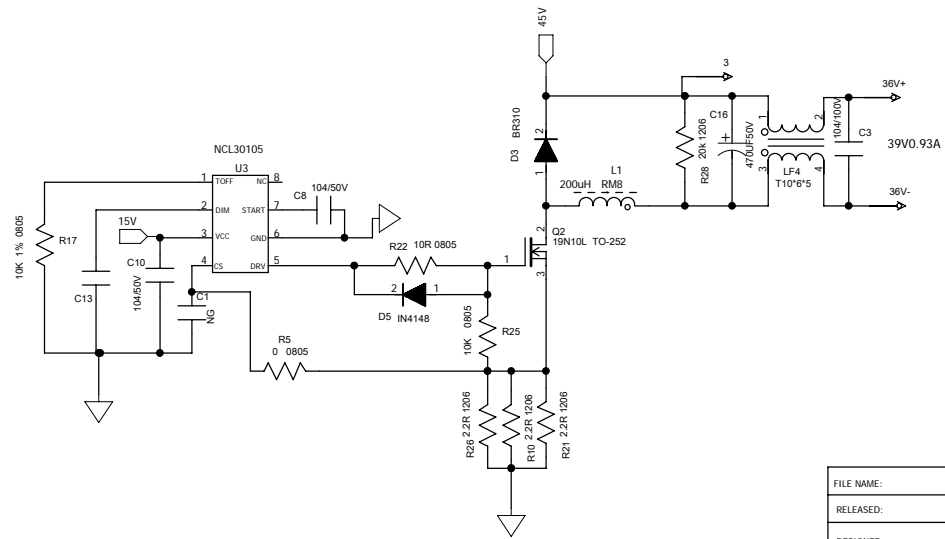 45V
3
36V+
BR310
D3
2
1
R28 20k 1206
C16
+
470UF50V
1
2
3
4
LF4
T10*6*5
104/100V
C3
39V0.93A
36V-
NCL30105
U3
1 TOFF NC 8
2 DIM START 7
3 VCC GND 6
4 CS DRV 5
C8
104/50V
L1
200uH RM8
15V
10K 1% 0805
R17
C13
C10
104/50V
C1
NG
R22 10R 0805
2 1
D5 IN4148
Q2
19N10L TO-252
1
2
3
10K 0805
R25
R5
0 0805
R26 2.2R 1206
R10 2.2R 1206
R21 2.2R 1206
FILE NAME:
RELEASED: